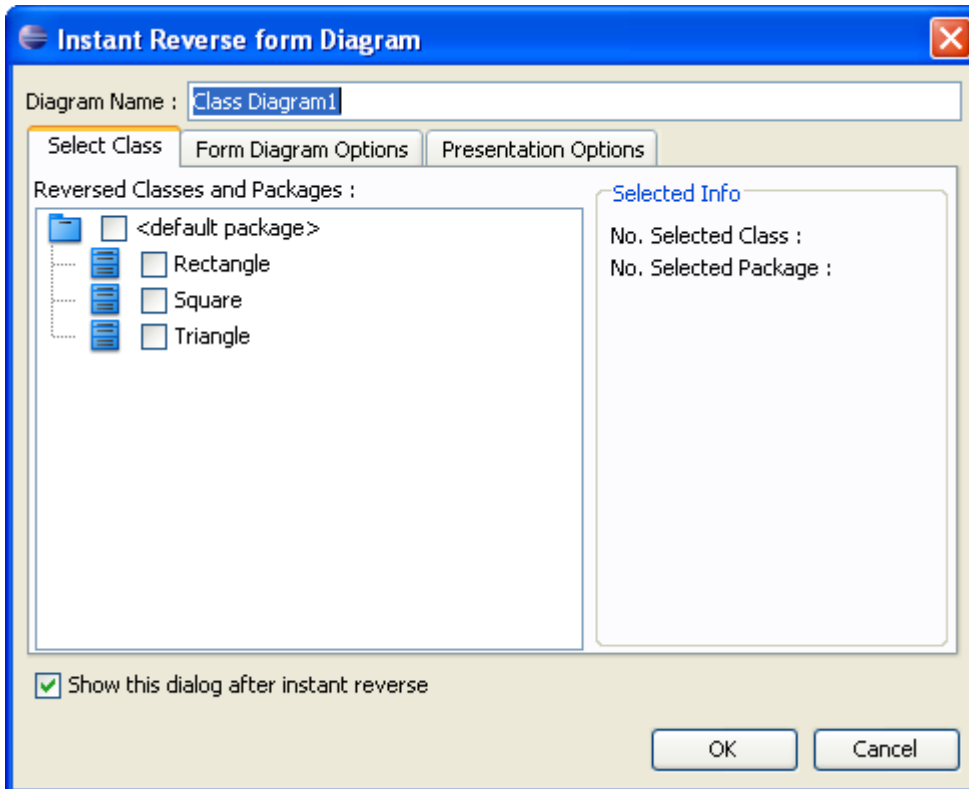 Instant Reverse form Diagram
Diagram Name : Class Diagram1
Select Class Form Diagram Options Presentation Options
Reversed Classes and Packages :
<default package>
Rectangle
Square
Triangle
Selected Info
No. Selected Class :
No. Selected Package :
Show this dialog after instant reverse
OK Cancel